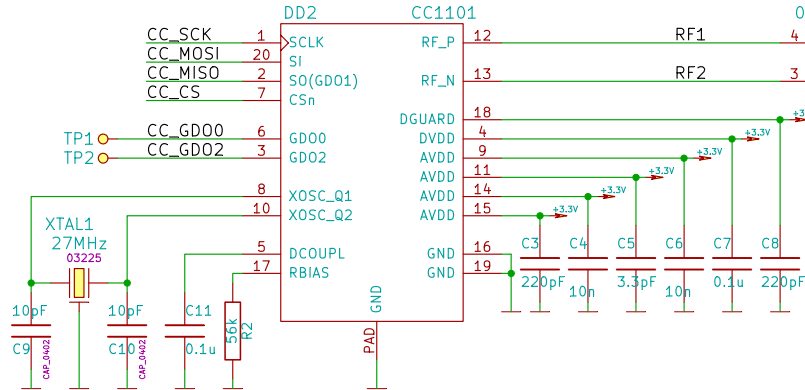 DD2 CC1101 0
CC_SCK 1 SCLK RF_P 12 RF1 4
CC_MOSI 20 SI
CC_MISO 2 SO(GDO1) RF_N 13 RF2 3
CC_CS 7 CSn
DGUARD 18 +3
TP1 CC_GDO0 6 GDO0 DVDD 4 +3.3V
TP2 CC_GDO2 3 GDO2 AVDD 9 +3.3V
AVDD 11 +3.3V
8 XOSC_Q1 AVDD 14 +3.3V
10 XOSC_Q2 AVDD 15 +3.3V
XTAL1
27MHz
03225
5 DCOUPL GND 16
17 RBIAS GND 19
C3 C4 C5 C6 C7 C8
220pF 10n 3.3pF 10n 0.1u 220pF
GND
PAD
10pF 10pF C11 56k R2
C9 CAP_0402 C10 CAP_0402 0.1u